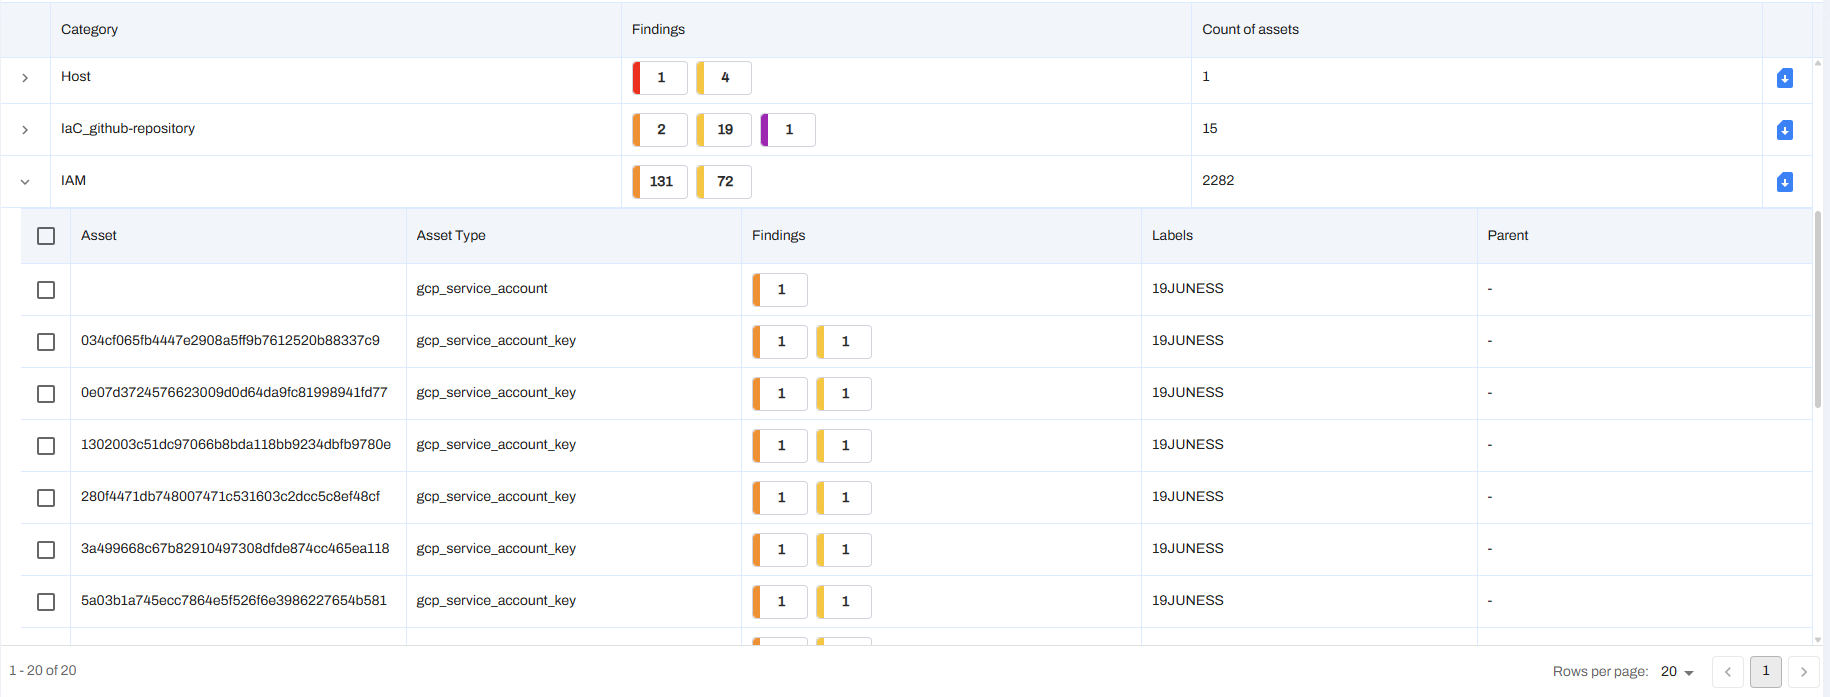 Category Findings Count of assets
Host 1 4 1
IaC_github-repository 2 19 1 15
IAM 131 72 2282
Asset Asset Type Findings Labels Parent
gcp_service_account 1 19JUNESS -
034cf065fb4447e2908a5ff9b7612520b88337c9 gcp_service_account_key 1 1 19JUNESS -
0e07d3724576623009d0d64da9fc81998941fd77 gcp_service_account_key 1 1 19JUNESS -
1302003c51dc97066b8bda118bb9234dbfb9780e gcp_service_account_key 1 1 19JUNESS -
280f4471db748007471c531603c2dcc5c8ef48cf gcp_service_account_key 1 1 19JUNESS -
3a499668c67b82910497308dfde874cc465ea118 gcp_service_account_key 1 1 19JUNESS -
5a03b1a745ecc7864e5f526f6e3986227654b581 gcp_service_account_key 1 1 19JUNESS -
1 - 20 of 20 Rows per page: 20 1